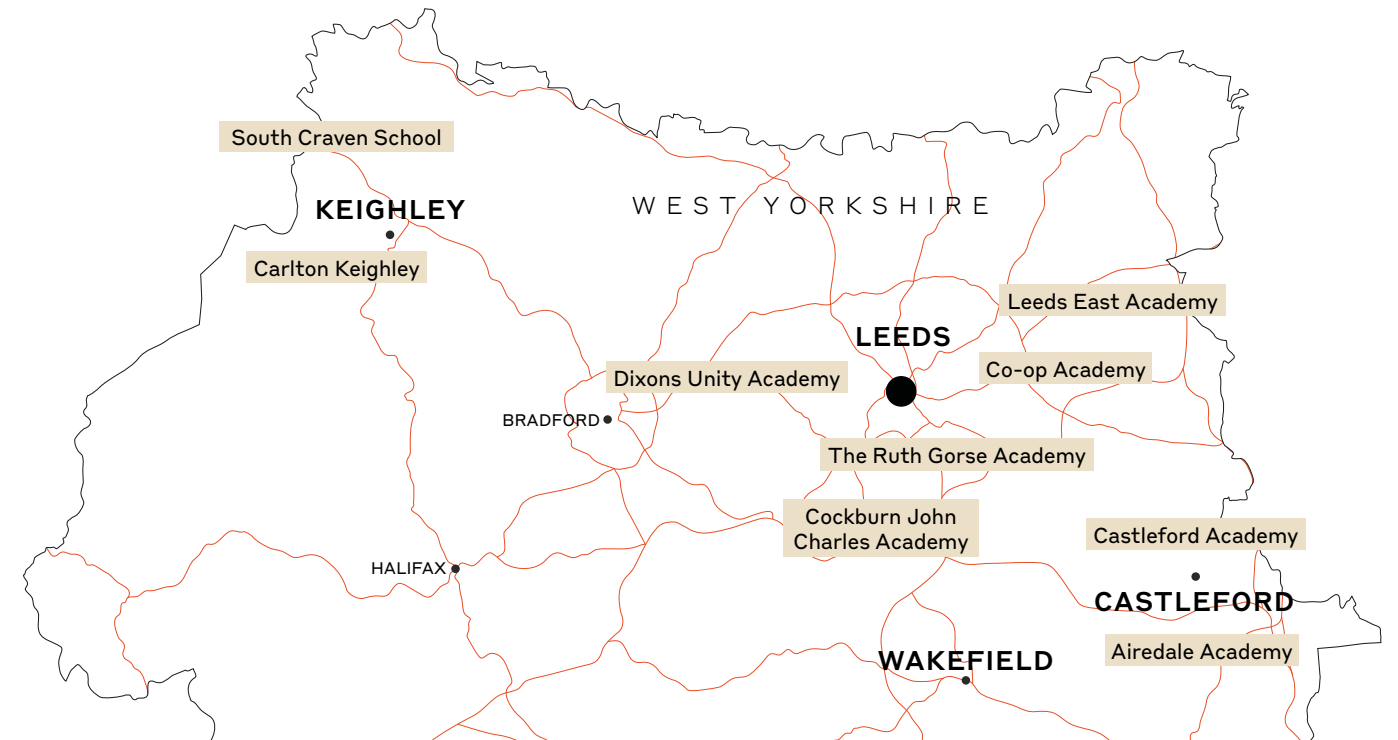 South Craven School
WEST YORKSHIRE
KEIGHLEY
Carlton Keighley
Leeds East Academy
LEEDS
Co-op Academy
Dixons Unity Academy
BRADFORD
The Ruth Gorse Academy
Cockburn John
Charles Academy
Castleford Academy
HALIFAX
CASTLEFORD
Airedale Academy
WAKEFIELD